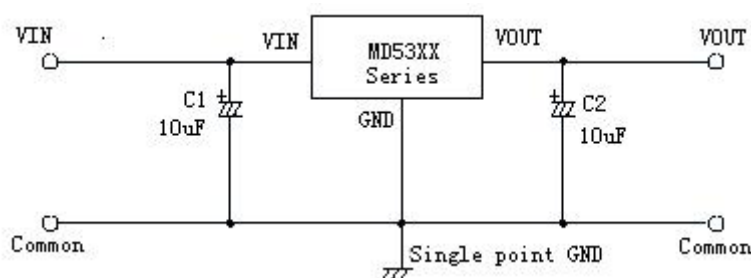 VIN
VIN
MD53XX
Series
VOUT
VOUT
C1
10uF
GND
C2
10uF
Common
Single point GND
Common